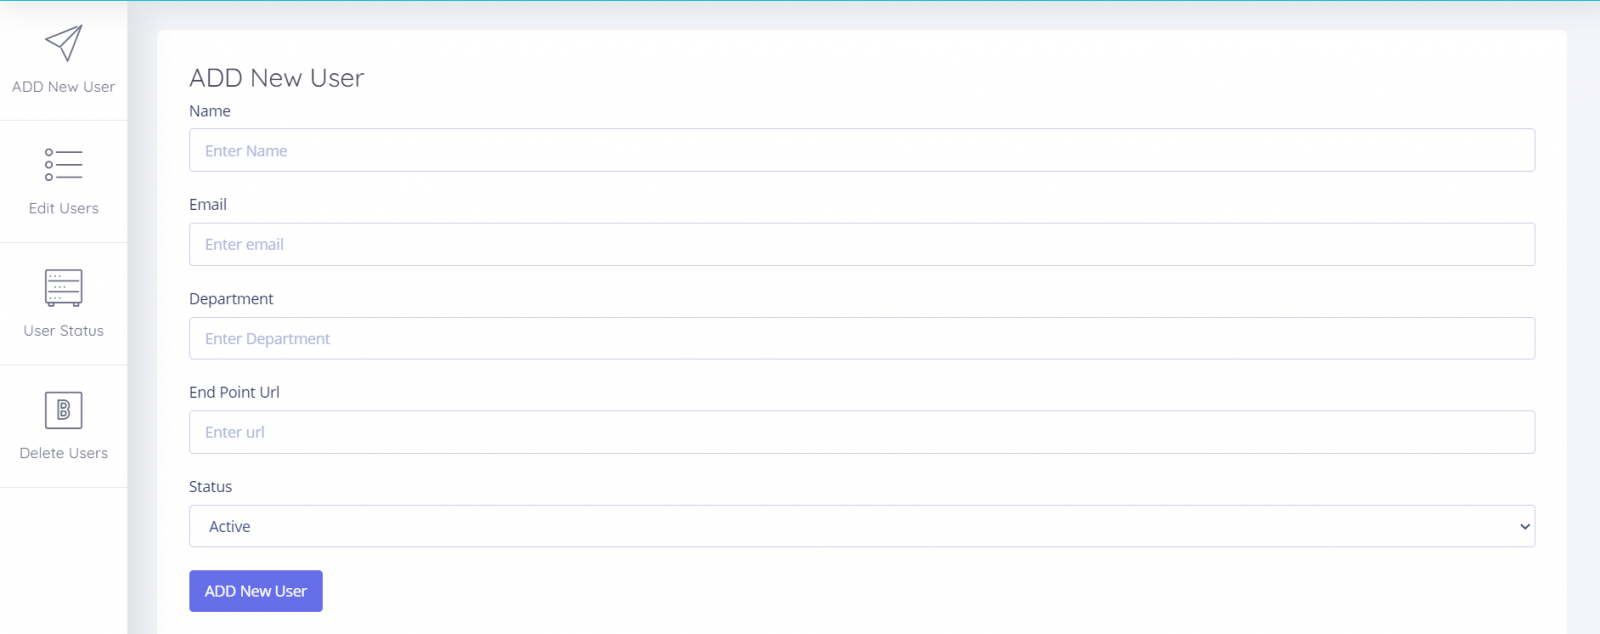 ADD New User
Edit Users
User Status
B
Delete Users
ADD New User
Name
Enter Name
Email
Enter email
Department
Enter Department
End Point Url
Enter url
Status
Active
ADD New User